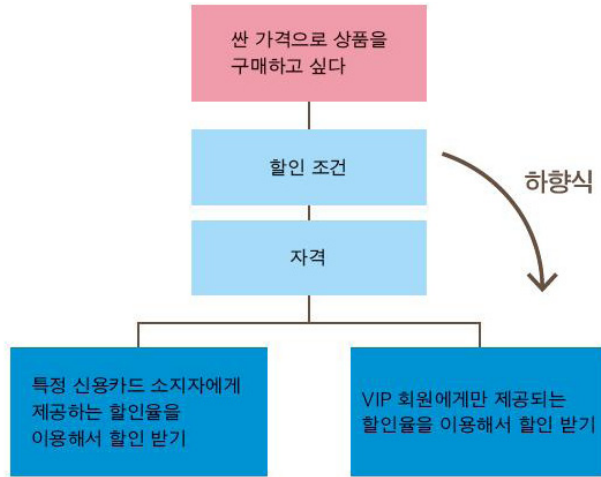 싼 가격으로 상품을
구매하고 싶다
할인 조건
하향식
자격
특정 신용카드 소지자에게
제공하는 할인율을
이용해서 할인 받기
VIP 회원에게만 제공되는
할인율을 이용해서 할인 받기